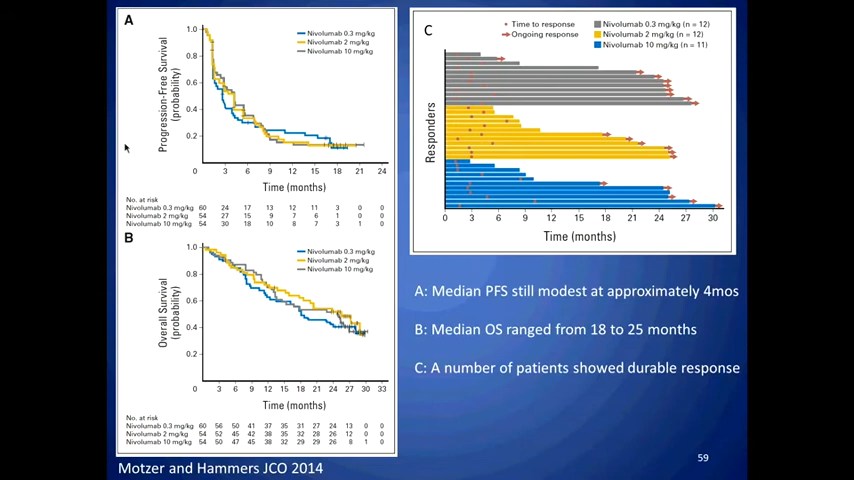 A
Progression-Free Survival
(probability)
1.0
0.8
0.6
0.4
0.2
Nivolumab 0.3 mg/kg
Nivolumab 2 mg/kg
Nivolumab 10 mg/kg
0 3 6 9 12 15 18 21 24
Time (months)
No. at risk
Nivolumab 0.3 mg/kg 60 24 17 13 12 11 3 0 0
Nivolumab 2 mg/kg 54 27 15 9 7 6 1 0 0
Nivolumab 10 mg/kg 54 30 18 10 8 7 3 1 0
B
Overall Survival
(probability)
1.0
0.8
0.6
0.4
0.2
Nivolumab 0.3 mg/kg
Nivolumab 2 mg/kg
Nivolumab 10 mg/kg
0 3 6 9 12 15 18 21 24 27 30 33
Time (months)
No. at risk
Nivolumab 0.3 mg/kg 60 56 50 41 37 35 31 27 24 13 0 0
Nivolumab 2 mg/kg 54 52 45 42 38 35 32 28 26 12 0 0
Nivolumab 10 mg/kg 54 50 47 45 38 32 29 29 26 8 1 0
Motzer and Hammers JCO 2014
C
Time to response
Ongoing response
Nivolumab 0.3 mg/kg (n = 12)
Nivolumab 2 mg/kg (n = 12)
Nivolumab 10 mg/kg (n = 11)
Responders
0 3 6 9 12 15 18 21 24 27 30
Time (months)
A: Median PFS still modest at approximately 4mos
B: Median OS ranged from 18 to 25 months
C: A number of patients showed durable response
59